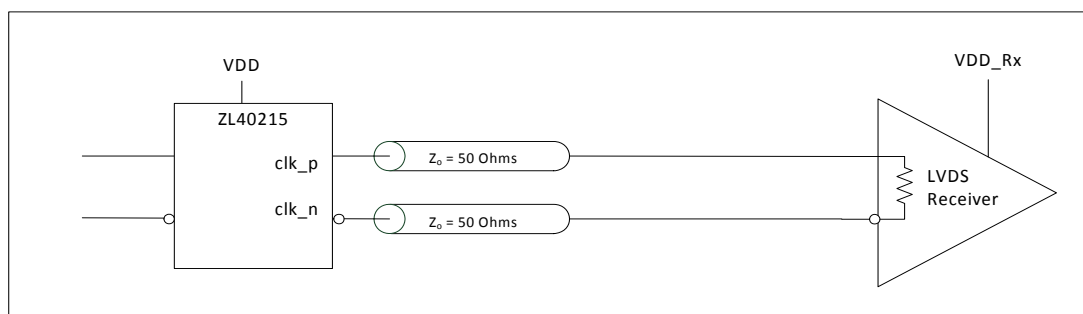 VDD
ZL40215
clk_p
clk_n
Zₒ = 50 Ohms
Zₒ = 50 Ohms
VDD_Rx
LVDS
Receiver